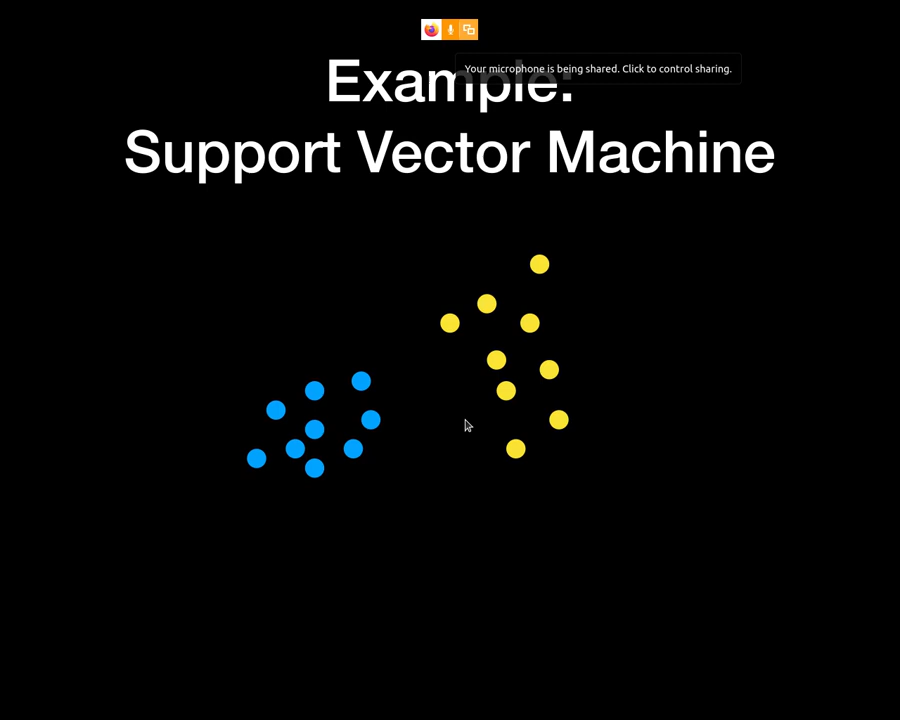 Your microphone is being shared. Click to control sharing.
Example:
Support Vector Machine